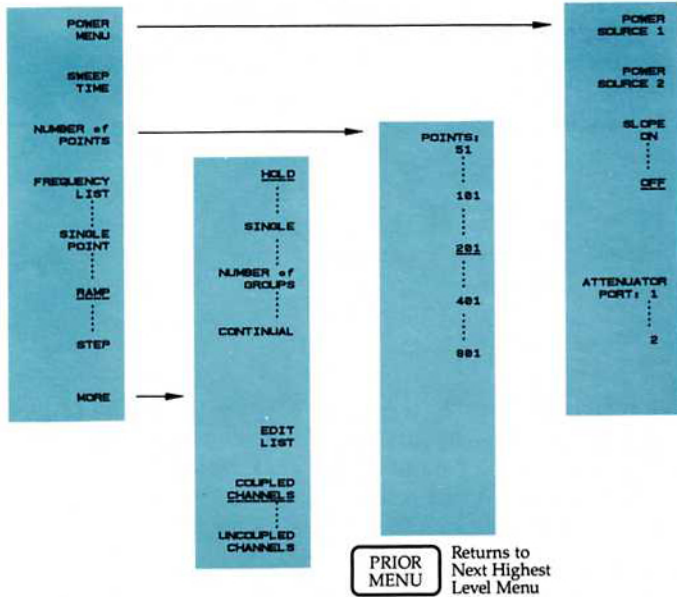 POWER
MENU
SWEEP
TIME
NUMBER of
POINTS
FREQUENCY
LIST
SINGLE
POINT
RAMP
STEP
MORE
HOLD
SINGLE
NUMBER of
GROUPS
CONTINUAL
EDIT
LIST
COUPLED
CHANNELS
UNCOUPLED
CHANNELS
POINTS:
51
101
201
401
801
POWER
SOURCE 1
POWER
SOURCE 2
SLOPE
ON
OFF
ATTENUATOR
PORT: 1
2
PRIOR
MENU
Returns to
Next Highest
Level Menu